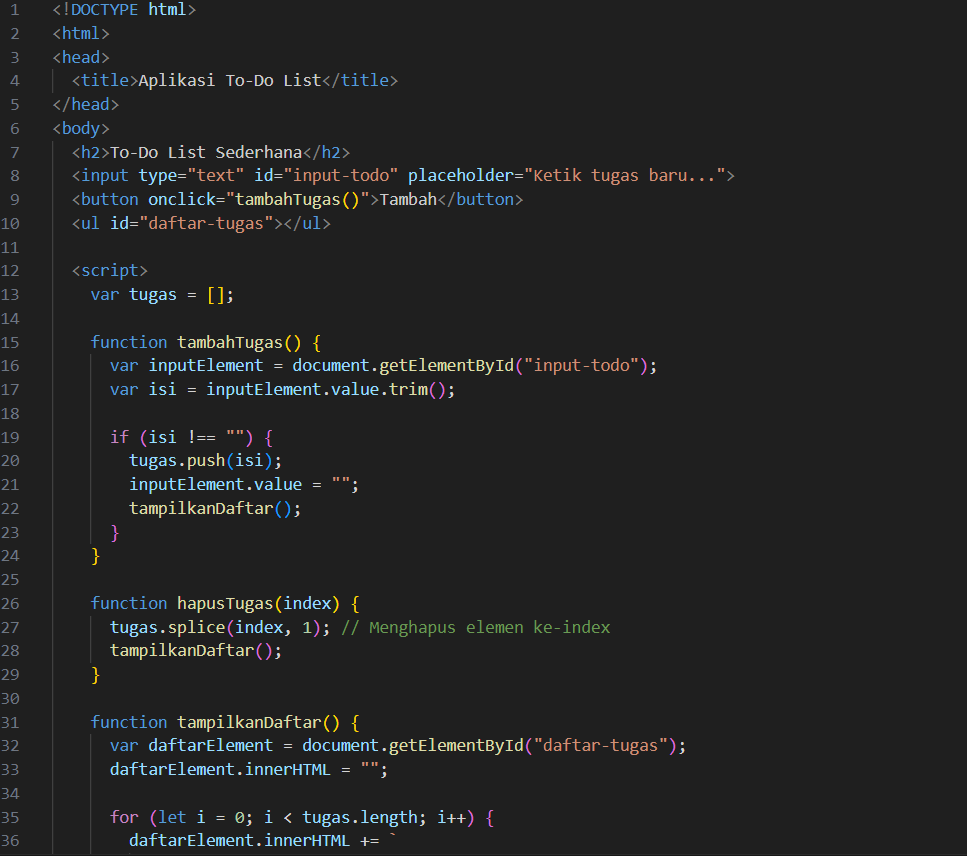 1 <!DOCTYPE html>
2 <html>
3 <head>
4   <title>Aplikasi To-Do List</title>
5 </head>
6 <body>
7   <h2>To-Do List Sederhana</h2>
8   <input type="text" id="input-todo" placeholder="Ketik tugas baru...">
9   <button onclick="tambahTugas()">Tambah</button>
10   <ul id="daftar-tugas"></ul>
11
12   <script>
13     var tugas = [];
14
15     function tambahTugas() {
16       var inputElement = document.getElementById("input-todo");
17       var isi = inputElement.value.trim();
18
19       if (isi !== "") {
20         tugas.push(isi);
21         inputElement.value = "";
22         tampilkanDaftar();
23       }
24     }
25
26     function hapusTugas(index) {
27       tugas.splice(index, 1); // Menghapus elemen ke-index
28       tampilkanDaftar();
29     }
30
31     function tampilkanDaftar() {
32       var daftarElement = document.getElementById("daftar-tugas");
33       daftarElement.innerHTML = "";
34
35       for (let i = 0; i < tugas.length; i++) {
36         daftarElement.innerHTML += `